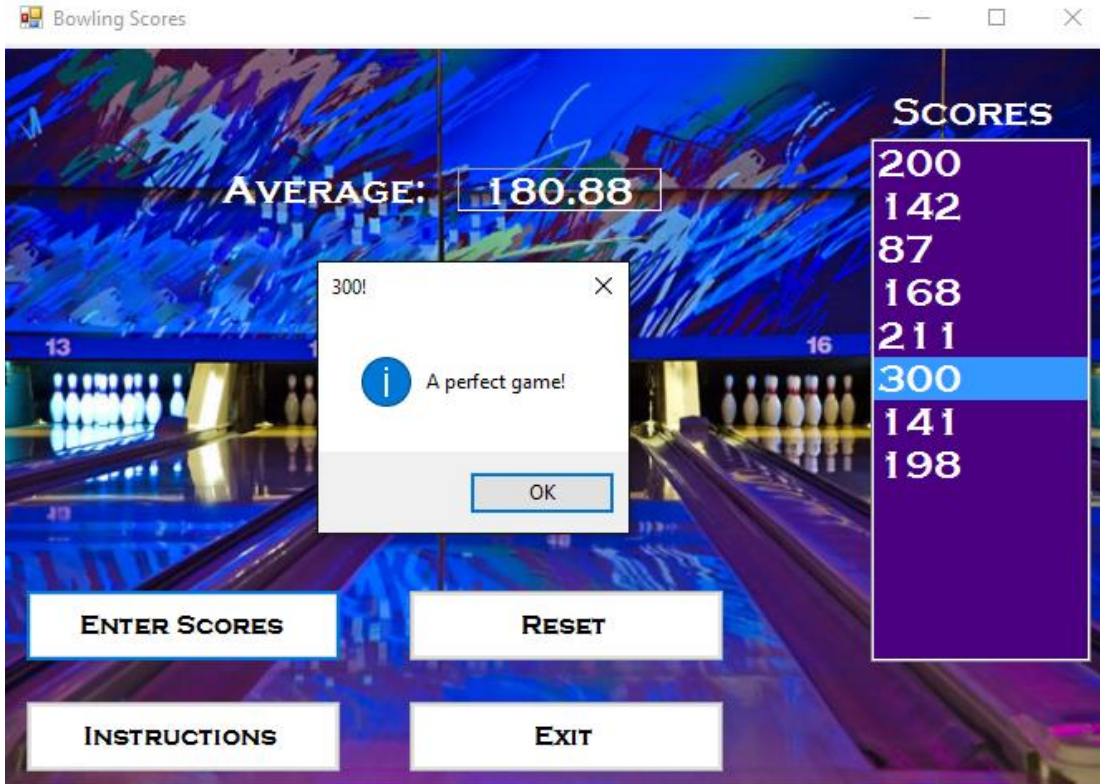 Bowling Scores
SCORES
AVERAGE: 180.88
200
142
87
168
211
300
141
198
300!
A perfect game!
OK
13
16
ENTER SCORES
RESET
INSTRUCTIONS
EXIT